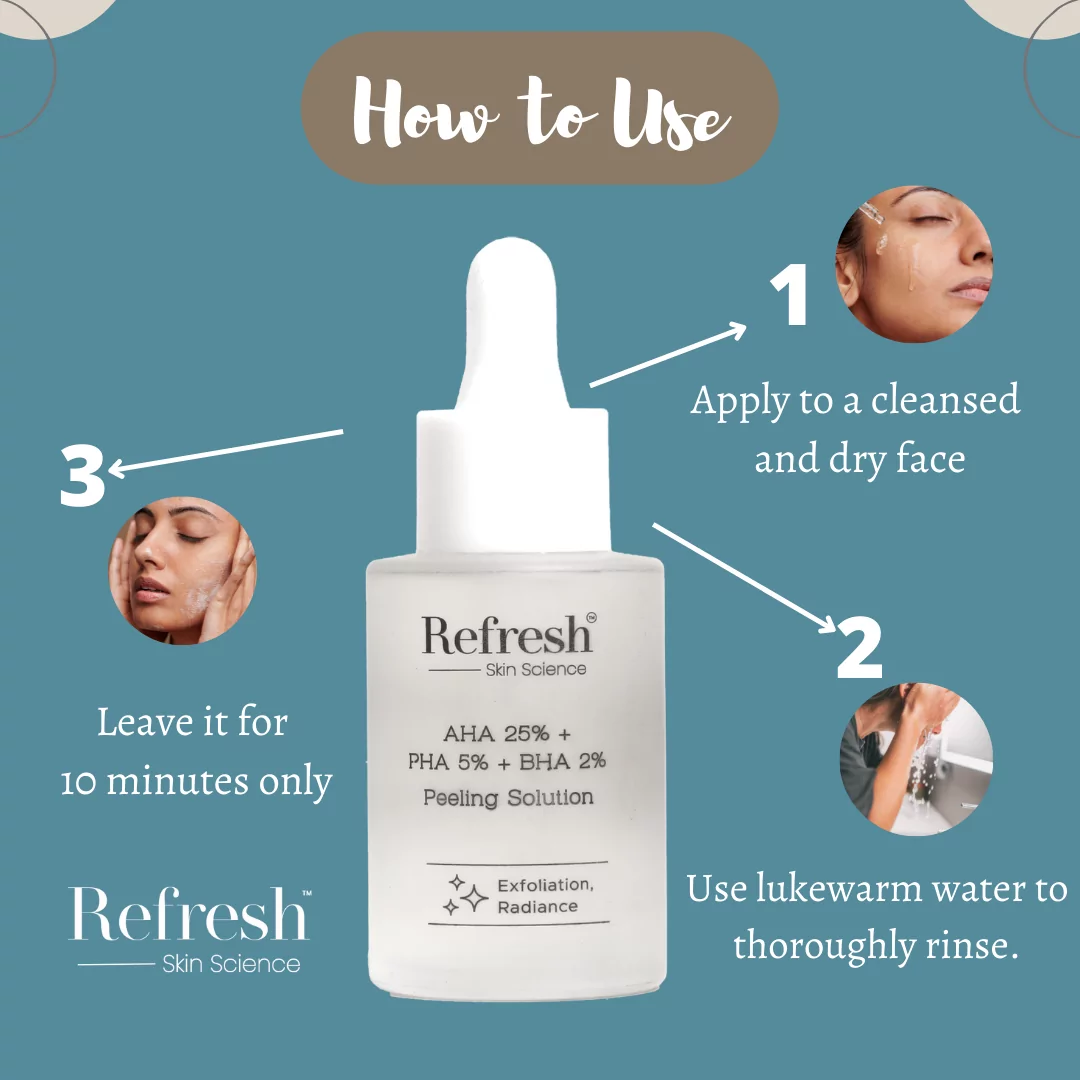 How to Use
1
Apply to a cleansed
and dry face
3
Leave it for
10 minutes only
2
Use lukewarm water to
thoroughly rinse.
Refresh™
Skin Science
AHA 25% +
PHA 5% + BHA 2%
Peeling Solution
Exfoliation,
Radiance
Refresh™
Skin Science